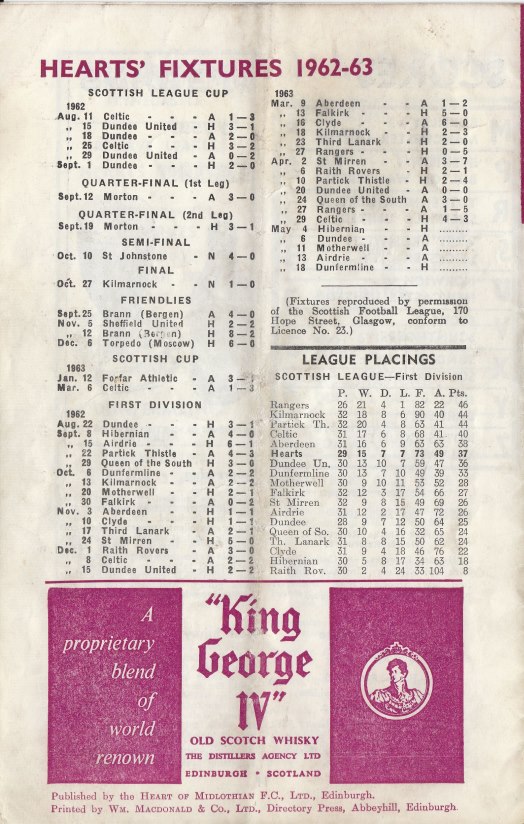 HEARTS' FIXTURES 1962-63
SCOTTISH LEAGUE CUP
1962
Aug. 11 Celtic - - - A 1—3
„ 15 Dundee United - H 3—1
„ 18 Dundee - - - A 2—0
„ 25 Celtic - - - H 3—2
„ 29 Dundee United - A 0—2
Sept. 1 Dundee - - - H 2—0
QUARTER-FINAL (1st Leg)
Sept. 12 Morton - - - A 3—0
QUARTER-FINAL (2nd Leg)
Sept. 19 Morton - - - H 3—1
SEMI-FINAL
Oct. 10 St Johnstone - N 4—0
FINAL
Oct. 27 Kilmarnock - - N 1—0
FRIENDLIES
Sept. 25 Brann (Bergen) A 4—0
Nov. 5 Sheffield United H 2—2
„ 12 Brann (Bergen) H 8—2
Dec. 6 Torpedo (Moscow) H 6—0
SCOTTISH CUP
1963
Jan. 12 Forfar Athletic - A 3—
Mar. 6 Celtic - - - A 1—3
FIRST DIVISION
1962
Aug. 22 Dundee - - - H 3—1
Sept. 8 Hibernian - - A 4—0
„ 15 Airdrie - - - H 6—1
„ 22 Partick Thistle - A 4—3
„ 29 Queen of the South H 3—0
Oct. 6 Dunfermline - - A 2—2
„ 13 Kilmarnock - - A 2—2
„ 20 Motherwell - - H 2—1
„ 30 Falkirk - - - A 0—2
Nov. 3 Aberdeen - - H 1—1
„ 10 Clyde - - - H 1—1
„ 17 Third Lanark - A 2—1
„ 24 St Mirren - - H 5—0
Dec. 1 Raith Rovers - A 3—0
„ 8 Celtic - - - A 2—2
„ 15 Dundee United - H 2—2
1963
Mar. 9 Aberdeen - - A 1—2
„ 13 Falkirk - - - H 5—0
„ 16 Clyde - - - A 6—0
„ 18 Kilmarnock - - H 2—3
„ 23 Third Lanark - H 2—0
„ 27 Rangers - - - H 0—5
Apr. 2 St Mirren - - A 3—7
„ 6 Raith Rovers - H 2—1
„ 10 Partick Thistle - H 2—4
„ 20 Dundee United - A 0—0
„ 24 Queen of the South A 3—0
„ 27 Rangers - - - A 1—5
„ 29 Celtic - - - H 4—3
May 4 Hibernian - - H .........
„ 6 Dundee - - - A .........
„ 11 Motherwell - - A .........
„ 13 Airdrie - - - A .........
„ 18 Dunfermline - - H .........
(Fixtures reproduced by permission
of the Scottish Football League, 170
Hope Street, Glasgow, conform to
Licence No. 23.)
LEAGUE PLACINGS
SCOTTISH LEAGUE—First Division
P. W. D. L. F. A. Pts.
Rangers 26 21 4 1 82 22 46
Kilmarnock 32 18 8 6 90 40 44
Partick Th. 32 20 4 8 63 41 44
Celtic 31 17 6 8 68 41 40
Aberdeen 31 16 6 9 63 38
Hearts 29 15 7 7 73 49 37
Dundee Un. 30 13 10 7 59 47 36
Dunfermline 30 13 7 10 49 39 33
Motherwell 30 9 10 11 53 52 28
Falkirk 32 12 3 17 54 66 27
St Mirren 32 9 8 15 49 69 26
Airdrie 31 12 2 17 47 72 26
Dundee 28 9 7 12 50 64 25
Queen of So. 30 10 4 16 32 65 24
Th. Lanark 31 8 8 15 50 62 24
Clyde 31 9 4 18 46 76 22
Hibernian 30 5 8 17 34 63 18
Raith Rov. 30 2 4 24 33 104 8
A
proprietary
blend
of
world
renown
"King
George
IV"
OLD SCOTCH WHISKY
THE DISTILLERS AGENCY LTD
EDINBURGH • SCOTLAND
Published by the HEART OF MIDLOTHIAN F.C., LTD., Edinburgh.
Printed by WM. MACDONALD & Co., LTD., Directory Press, Abbeyhill, Edinburgh.